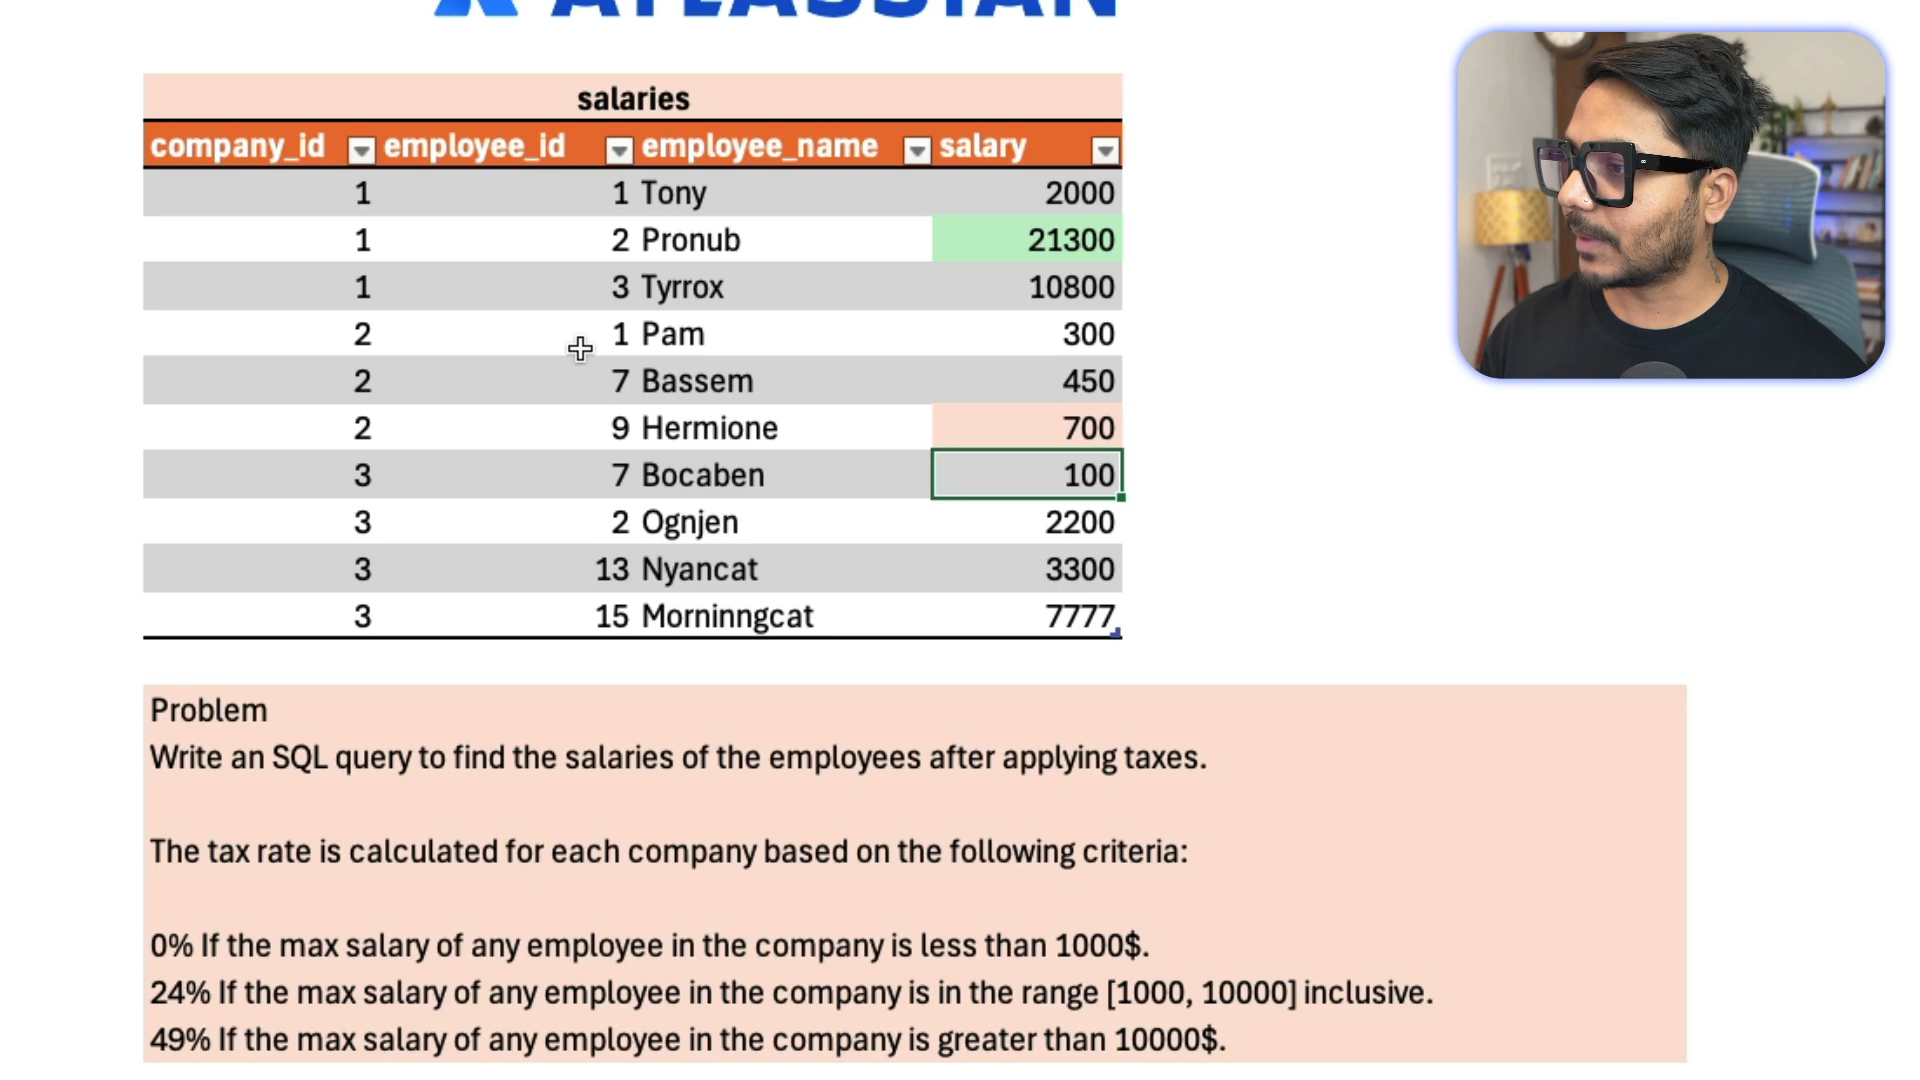 ATLASSIAN
salaries
company_id employee_id employee_name salary
1 1 Tony 2000
1 2 Pronub 21300
1 3 Tyrrox 10800
2 1 Pam 300
2 7 Bassem 450
2 9 Hermione 700
3 7 Bocaben 100
3 2 Ognjen 2200
3 13 Nyancat 3300
3 15 Morninngcat 7777
Problem
Write an SQL query to find the salaries of the employees after applying taxes.
The tax rate is calculated for each company based on the following criteria:
0% If the max salary of any employee in the company is less than 1000$.
24% If the max salary of any employee in the company is in the range [1000, 10000] inclusive.
49% If the max salary of any employee in the company is greater than 10000$.